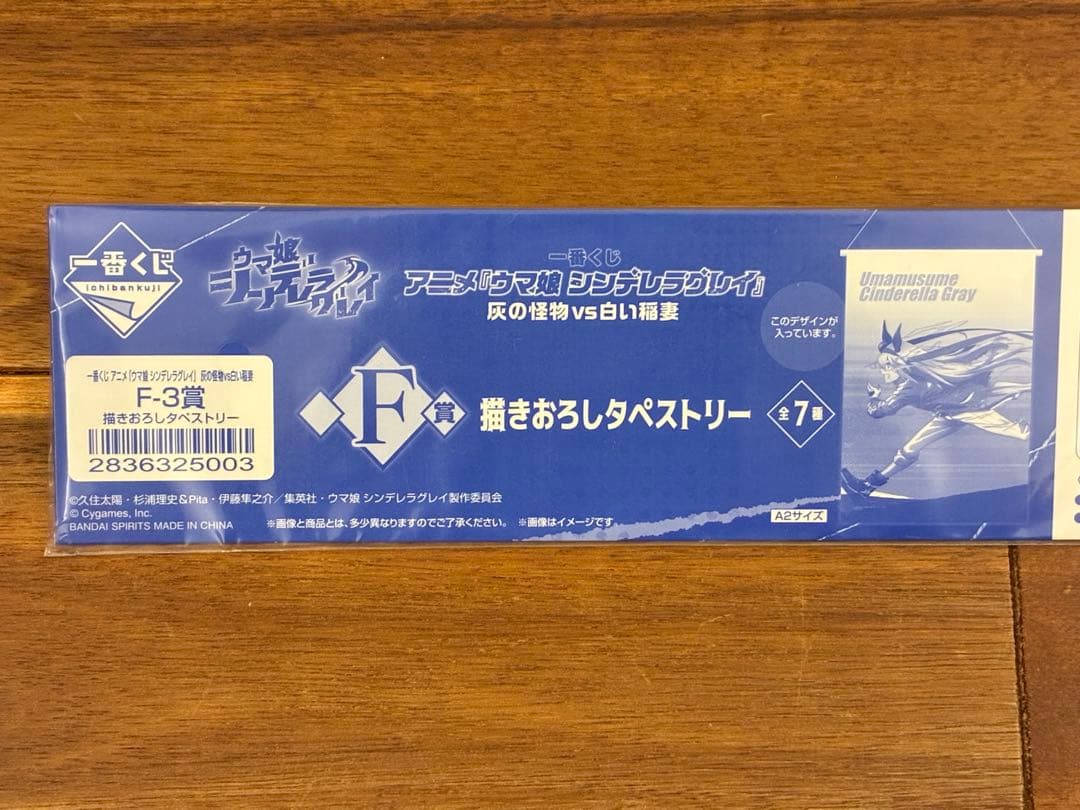 一番くじ
ichibankuji
ウマ娘
シンデレラグレイ
一番くじ
アニメ『ウマ娘 シンデレラグレイ』
灰の怪物vs白い稲妻
このデザインが
入っています。
Umamusume
Cinderella Gray
一番くじ アニメ「ウマ娘 シンデレラグレイ」 灰の怪物vs白い稲妻
F-3賞
描きおろしタペストリー
2836325003
F賞
描きおろしタペストリー
全7種
©久住太陽・杉浦理史&Pita・伊藤隼之介/集英社・ウマ娘 シンデレラグレイ製作委員会
© Cygames, Inc.
BANDAI SPIRITS MADE IN CHINA
※画像と商品とは、多少異なりますのでご了承ください。 ※画像はイメージです
A2サイズ